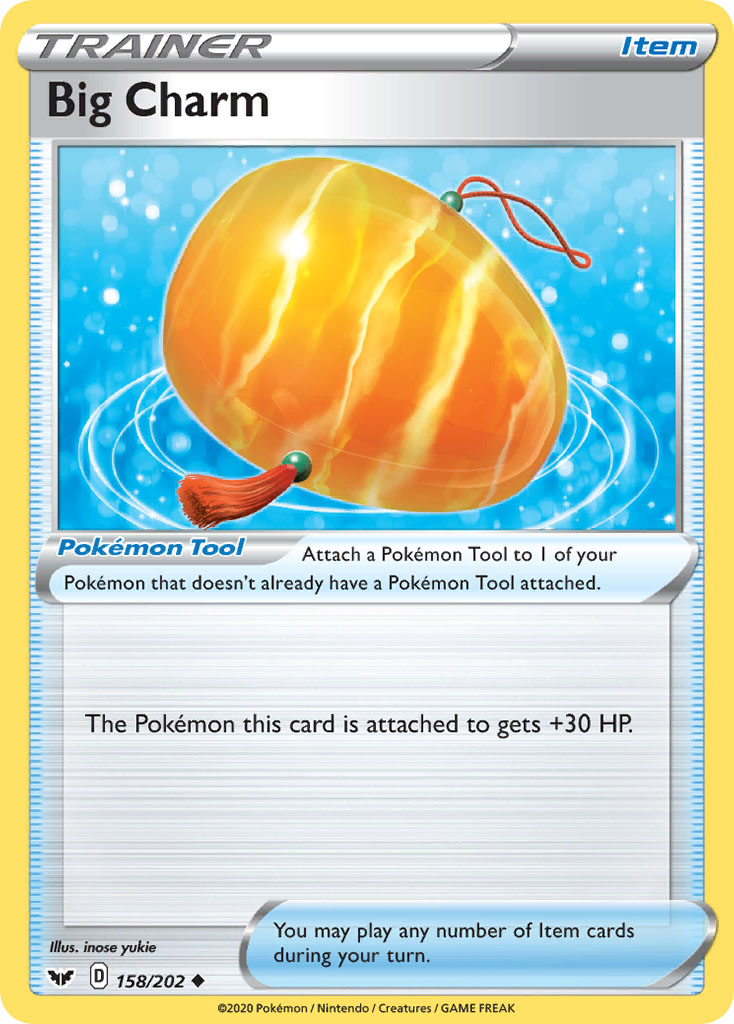 TRAINER
Item
Big Charm
Pokémon Tool
Attach a Pokémon Tool to 1 of your
Pokémon that doesn't already have a Pokémon Tool attached.
The Pokémon this card is attached to gets +30 HP.
You may play any number of Item cards
during your turn.
Illus. inose yukie
D 158/202 ◆
©2020 Pokémon / Nintendo / Creatures / GAME FREAK